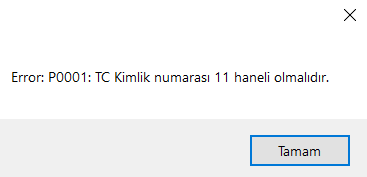 Error: P0001: TC Kimlik numarası 11 haneli olmalıdır.
Tamam